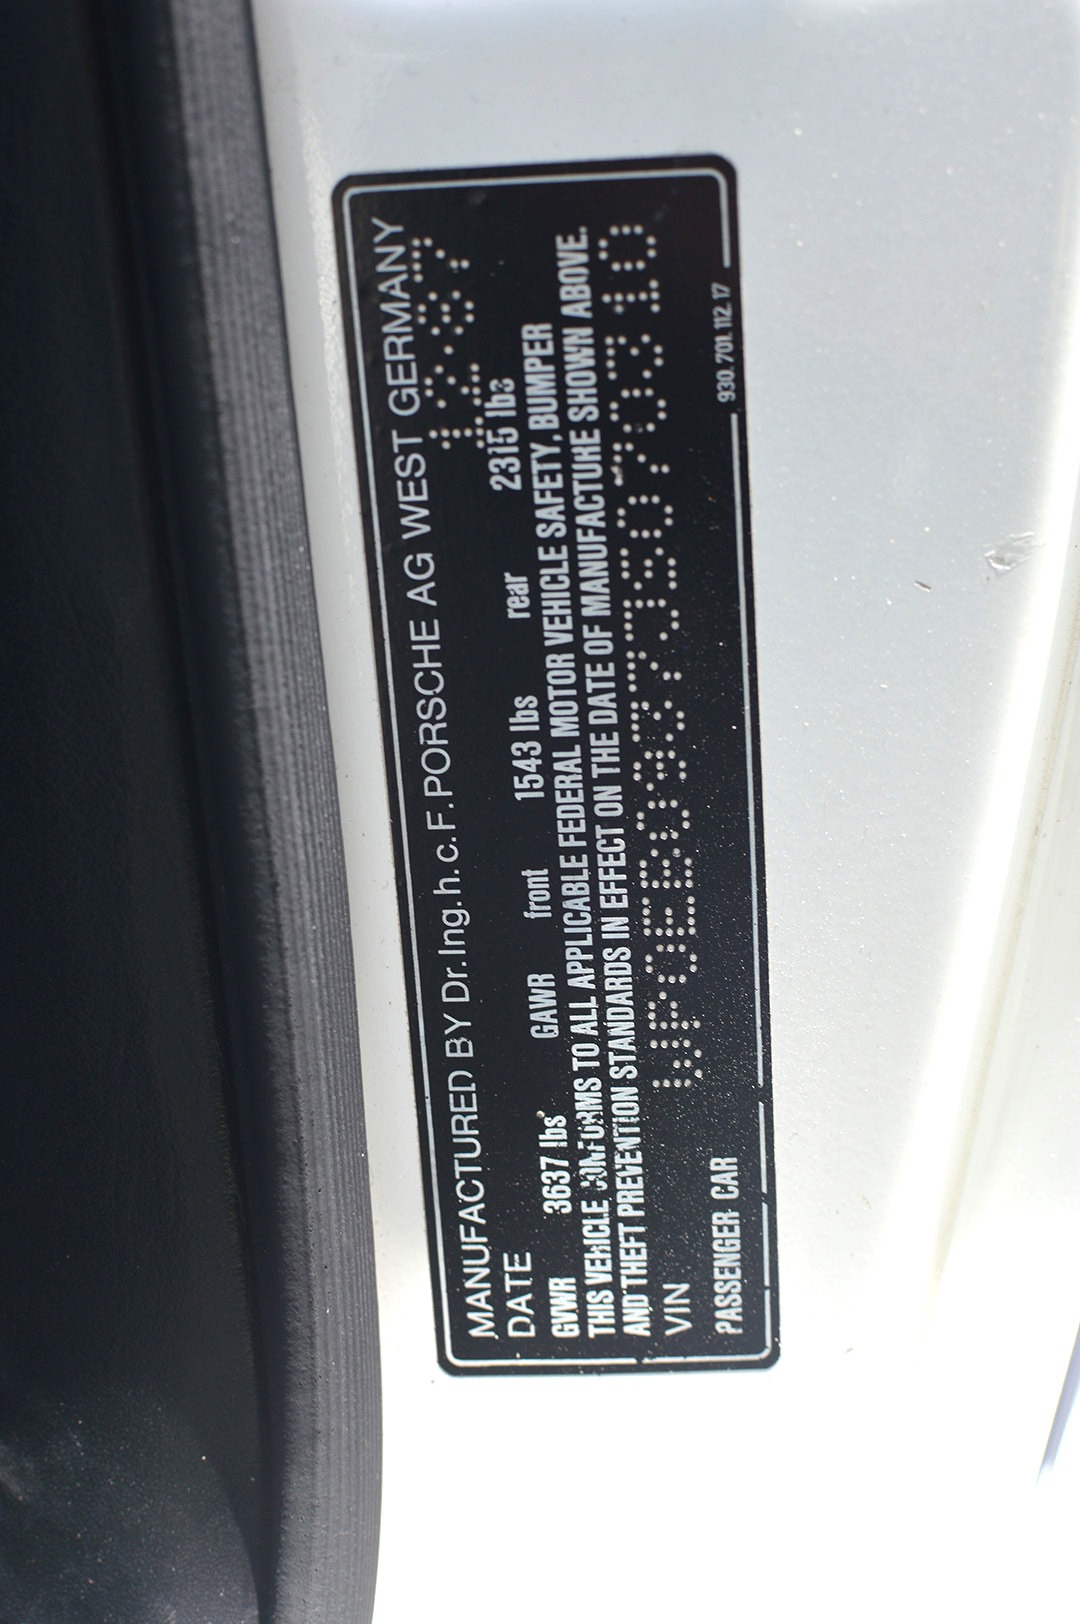 MANUFACTURED BY Dr.Ing.h.c.F.PORSCHE AG WEST GERMANY
DATE 12-87
GVWR 3637 lbs GAWR front 1543 lbs rear 2315 lbs
THIS VEHICLE CONFORMS TO ALL APPLICABLE FEDERAL MOTOR VEHICLE SAFETY, BUMPER
AND THEFT PREVENTION STANDARDS IN EFFECT ON THE DATE OF MANUFACTURE SHOWN ABOVE.
VIN WP0EB0937JS070310
PASSENGER CAR
930.701.112.17